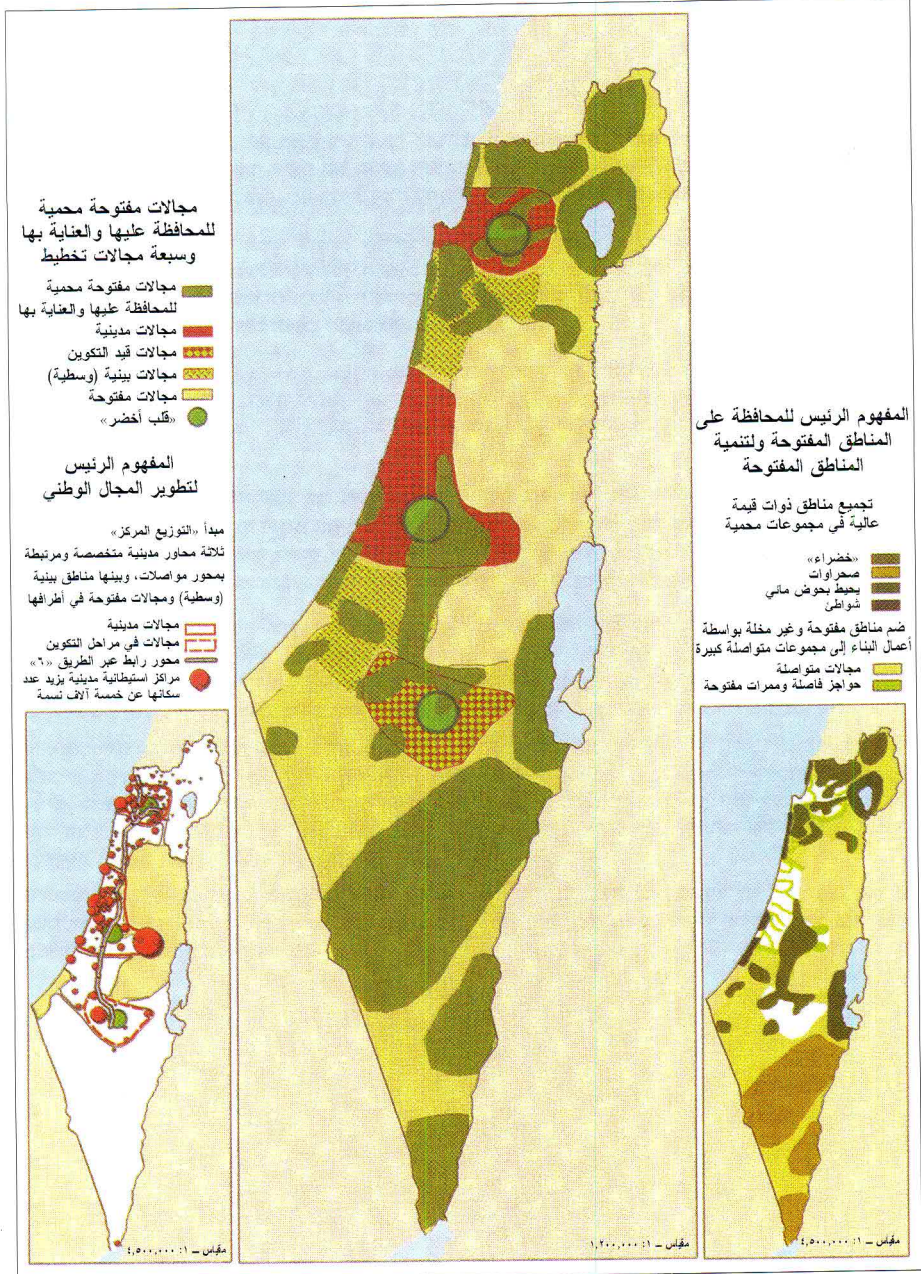 مجالات مفتوحة محمية
للمحافظة عليها والعناية بها
وسبعة مجالات تخطيط
مجالات مفتوحة محمية
للمحافظة عليها والعناية بها
مجالات مدينية
مجالات قيد التكوين
مجالات بينية (وسطية)
مجالات مفتوحة
«قلب أخضر»
المفهوم الرئيس
لتطوير المجال الوطني
مبدأ «التوزيع المركز»
ثلاثة محاور مدينية متخصصة ومرتبطة
بمحور مواصلات، وبينها مناطق بينية
(وسطية) ومجالات مفتوحة في أطرافها
مجالات مدينية
مجالات في مراحل التكوين
محور رابط عبر الطريق «٦»
مراكز استيطانية مدينية يزيد عدد
سكانها عن خمسة آلاف نسمة
مقياس ــ ١: ٤,٥٠٠,٠٠٠
مقياس ــ ١: ١,٢٠٠,٠٠٠
المفهوم الرئيس للمحافظة على
المناطق المفتوحة ولتنمية
المناطق المفتوحة
تجميع مناطق ذوات قيمة
عالية في مجموعات محمية
«خضراء»
صحراوات
يحيط بحوض مائي
شواطئ
ضم مناطق مفتوحة وغير مخلة بواسطة
أعمال البناء إلى مجموعات متواصلة كبيرة
مجالات متواصلة
حواجز فاصلة وممرات مفتوحة
مقياس ــ ١: ٤,٥٠٠,٠٠٠